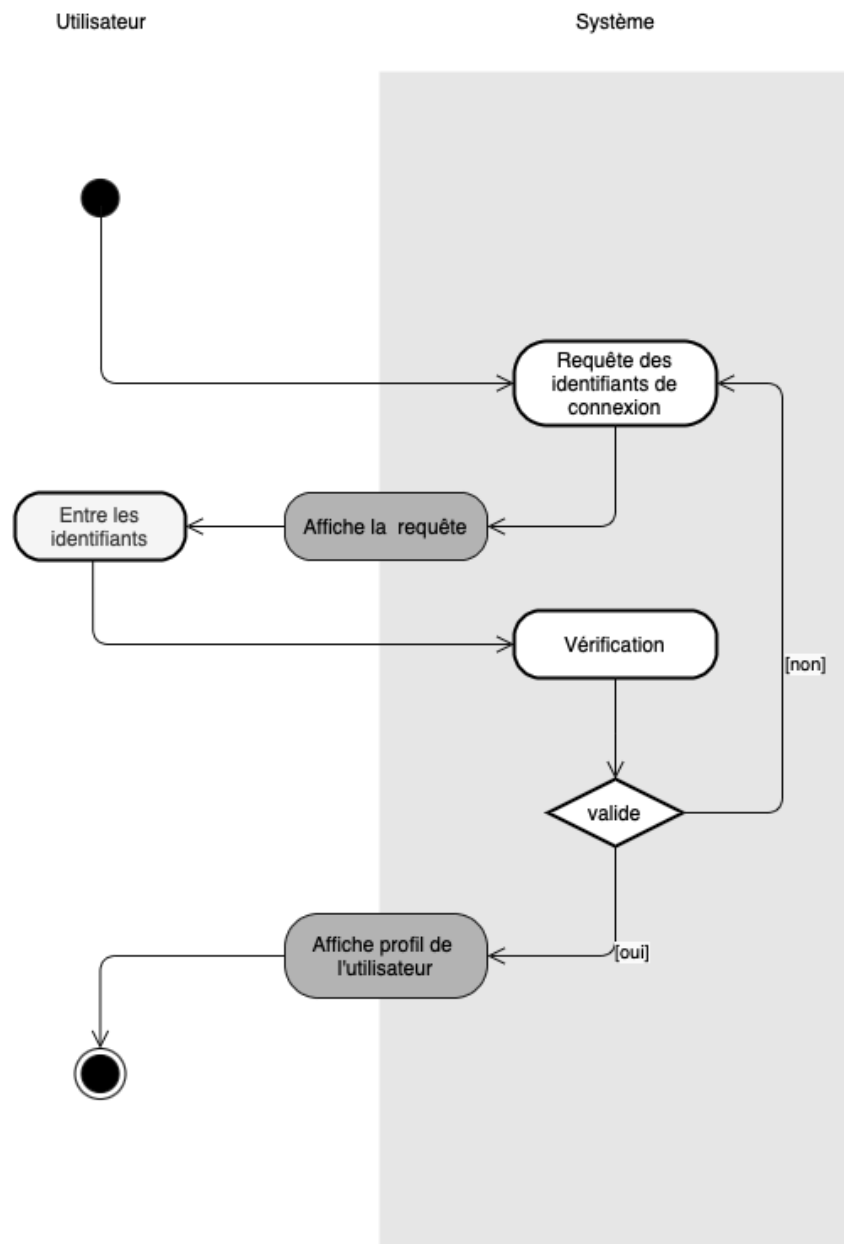 Utilisateur
Système
Requête des
identifiants de
connexion
Entre les
identifiants
Affiche la  requête
Vérification
[non]
valide
Affiche profil de
l'utilisateur
[oui]